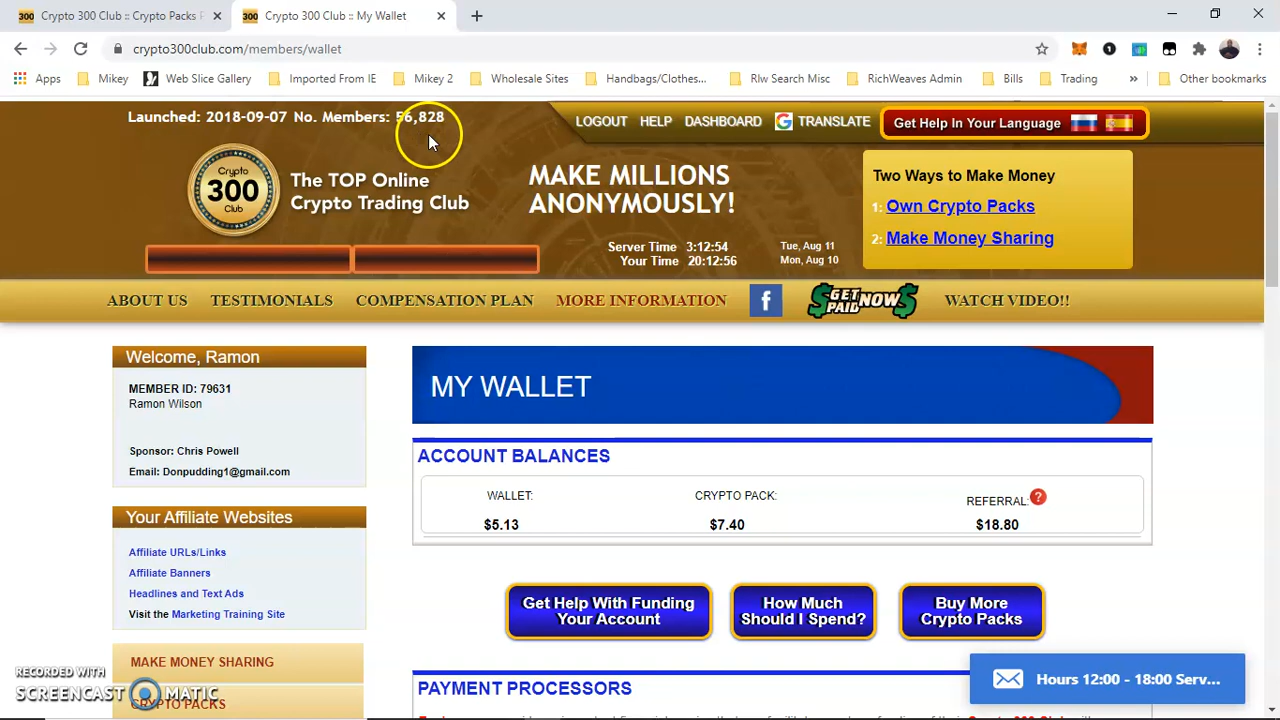 Crypto 300 Club :: Crypto Packs
Crypto 300 Club :: My Wallet
crypto300club.com/members/wallet
Apps Mikey Web Slice Gallery Imported From IE Mikey 2 Wholesale Sites Handbags/Clothes... Rlw Search Misc RichWeaves Admin Bills Trading » Other bookmarks
Launched: 2018-09-07 No. Members: 56,828
LOGOUT HELP DASHBOARD TRANSLATE
Get Help In Your Language
Crypto
300
Club
The TOP Online
Crypto Trading Club
MAKE MILLIONS
ANONYMOUSLY!
Two Ways to Make Money
1: Own Crypto Packs
2: Make Money Sharing
Server Time 3:12:54 Tue, Aug 11
Your Time 20:12:56 Mon, Aug 10
ABOUT US TESTIMONIALS COMPENSATION PLAN MORE INFORMATION f GET PAID NOW WATCH VIDEO!!
Welcome, Ramon
MEMBER ID: 79631
Ramon Wilson
Sponsor: Chris Powell
Email: Donpudding1@gmail.com
Your Affiliate Websites
Affiliate URLs/Links
Affiliate Banners
Headlines and Text Ads
Visit the Marketing Training Site
MAKE MONEY SHARING
CRYPTO PACKS
MY WALLET
ACCOUNT BALANCES
WALLET: CRYPTO PACK: REFERRAL: ?
$5.13 $7.40 $18.80
Get Help With Funding
Your Account
How Much
Should I Spend?
Buy More
Crypto Packs
PAYMENT PROCESSORS
Hours 12:00 - 18:00 Serv...
RECORDED WITH
SCREENCAST MATIC